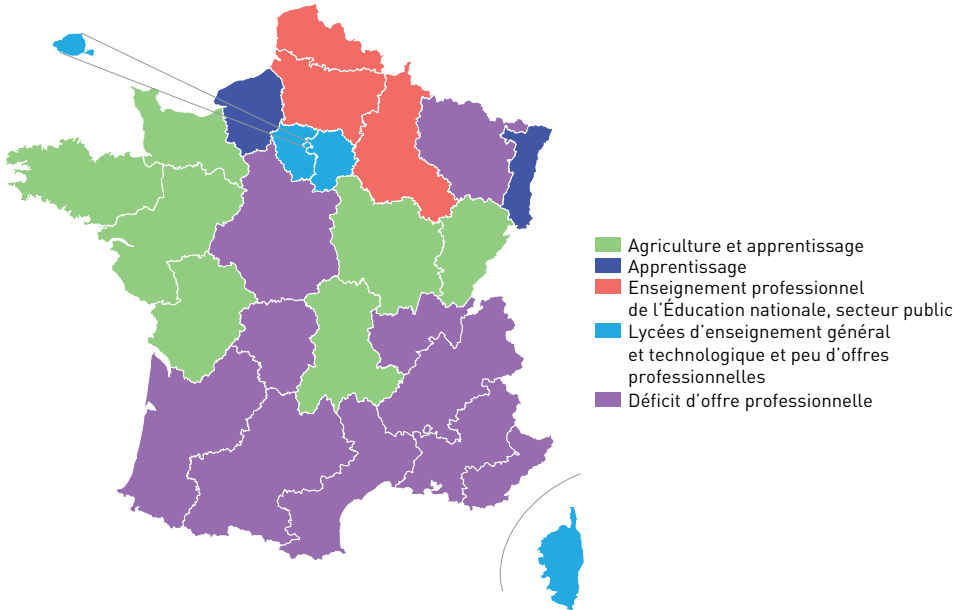 Agriculture et apprentissage
Apprentissage
Enseignement professionnel
de l'Éducation nationale, secteur public
Lycées d'enseignement général
et technologique et peu d'offres
professionnelles
Déficit d'offre professionnelle